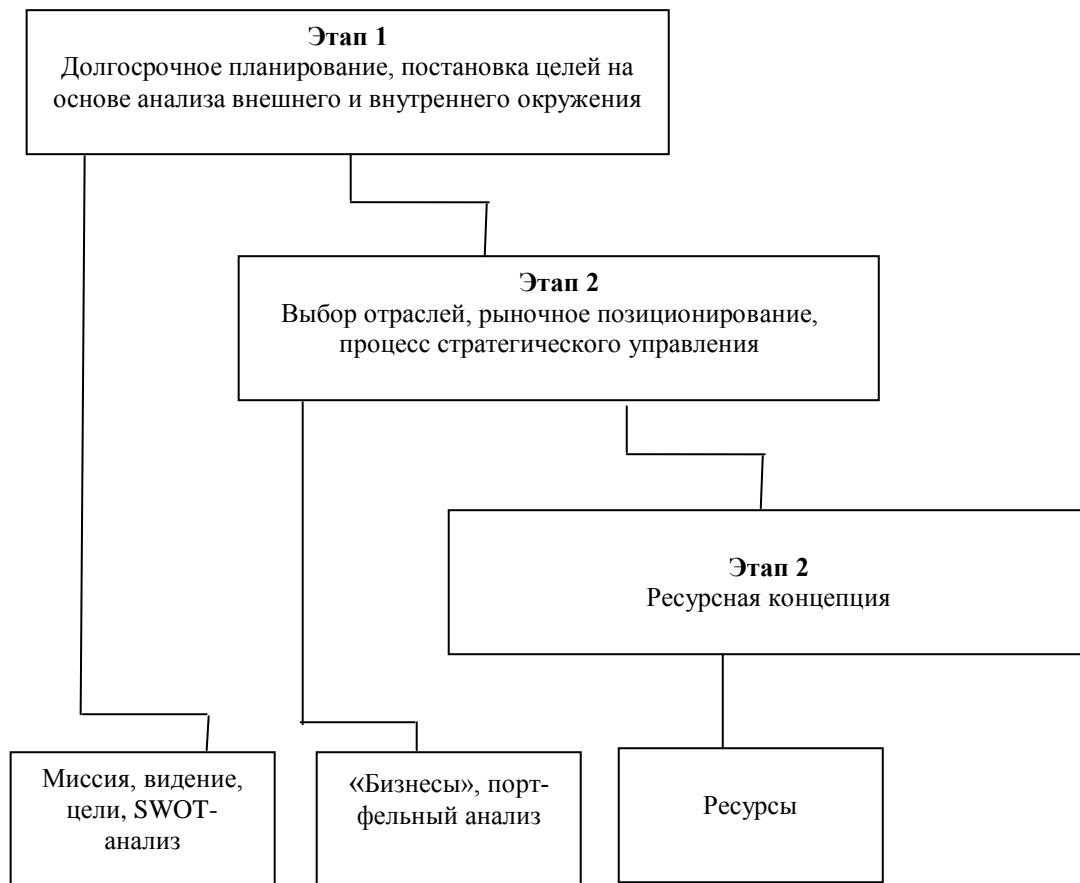 Этап 1
Долгосрочное планирование, постановка целей на
основе анализа внешнего и внутреннего окружения
Этап 2
Выбор отраслей, рыночное позиционирование,
процесс стратегического управления
Этап 2
Ресурсная концепция
Миссия, видение,
цели, SWOT-
анализ
«Бизнесы», порт-
фельный анализ
Ресурсы